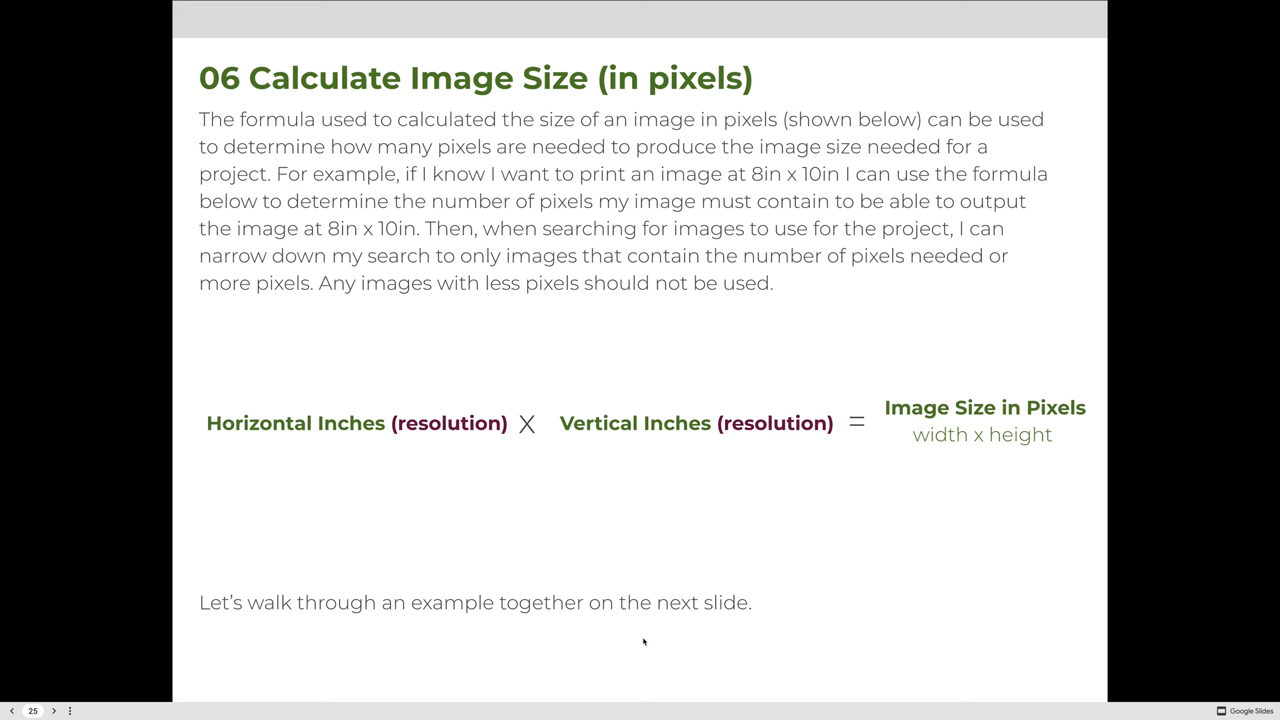 06 Calculate Image Size (in pixels)
The formula used to calculated the size of an image in pixels (shown below) can be used
to determine how many pixels are needed to produce the image size needed for a
project. For example, if I know I want to print an image at 8in x 10in I can use the formula
below to determine the number of pixels my image must contain to be able to output
the image at 8in x 10in. Then, when searching for images to use for the project, I can
narrow down my search to only images that contain the number of pixels needed or
more pixels. Any images with less pixels should not be used.
Horizontal Inches (resolution) X Vertical Inches (resolution) = Image Size in Pixels
width x height
Let's walk through an example together on the next slide.
25
Google Slides